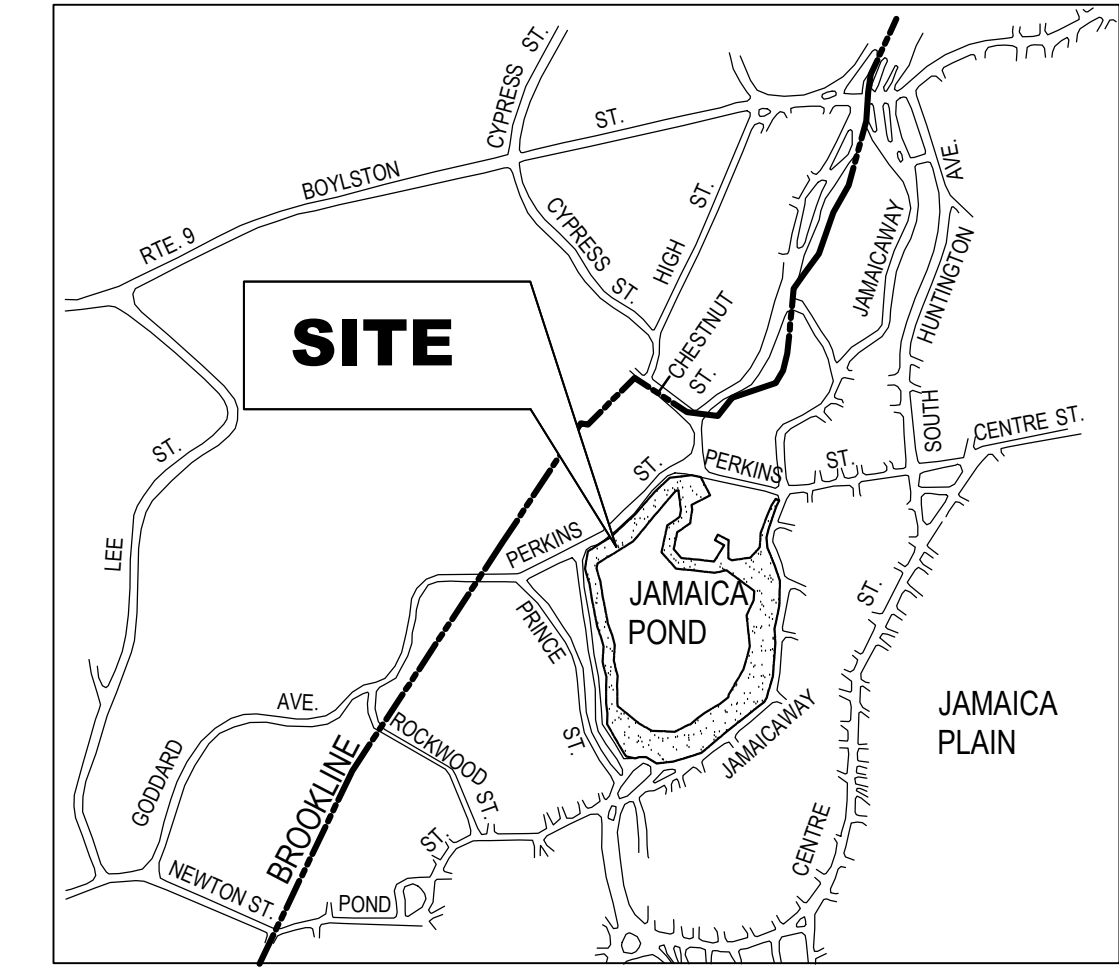 CYPRESS ST.
BOYLSTON ST.
RTE. 9
CYPRESS ST.
HIGH ST.
AVE.
JAMAICAWAY
HUNTINGTON
SITE
CHESTNUT ST.
SOUTH
CENTRE ST.
PERKINS ST.
ST.
LEE ST.
PERKINS
PRINCE ST.
JAMAICA
POND
CENTRE ST.
JAMAICA
PLAIN
JAMAICAWAY
GODDARD AVE.
ROCKWOOD ST.
BROOKLINE
NEWTON ST.
POND ST.